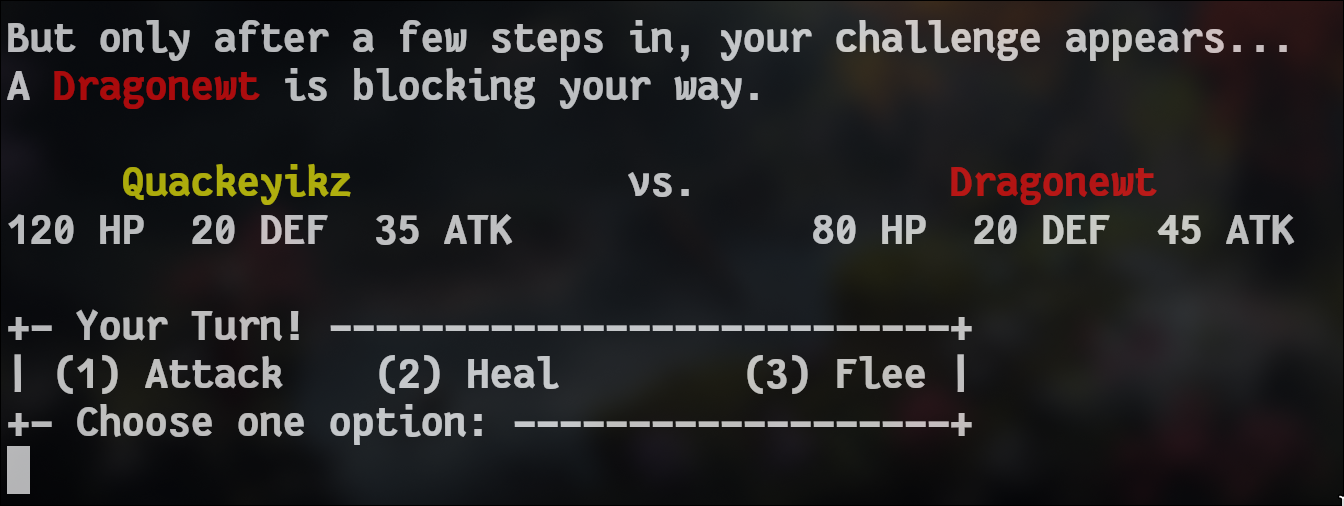 But only after a few steps in, your challenge appears...
A Dragonewt is blocking your way.
Quackeyikz vs. Dragonewt
120 HP 20 DEF 35 ATK 80 HP 20 DEF 45 ATK
+- Your Turn! ---------------------------+
| (1) Attack (2) Heal (3) Flee |
+- Choose one option: -------------------+